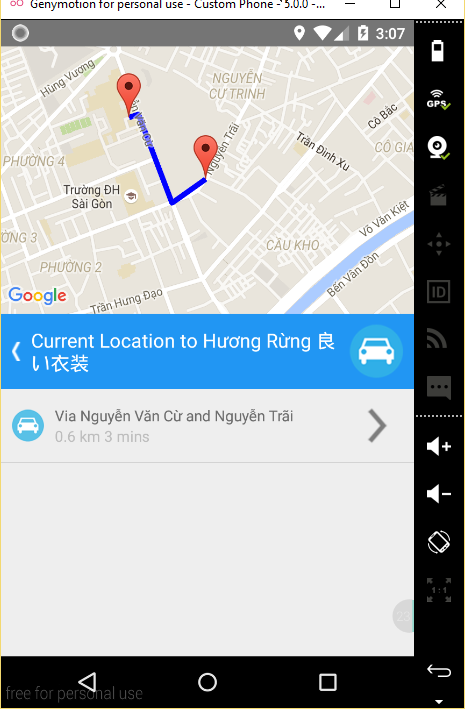 Genymotion for personal use - Custom Phone - 5.0.0 -...
3:07
Hùng Vương
NGUYỄN
CƯ TRINH
Cô Bắc
Nguyễn Trãi
Trần Đình Xu
PHƯỜNG 4
CÔ GIA
Trường ĐH
Sài Gòn
Võ Văn Kiệt
NG 3
CẦU KHO
PHƯỜNG 2
Bến Vân Đồn
Google
Trần Hưng Đạo
Current Location to Hương Rừng 良
い衣装
Via Nguyễn Văn Cừ and Nguyễn Trãi
0.6 km 3 mins
free for personal use
GPS
ID
1:1